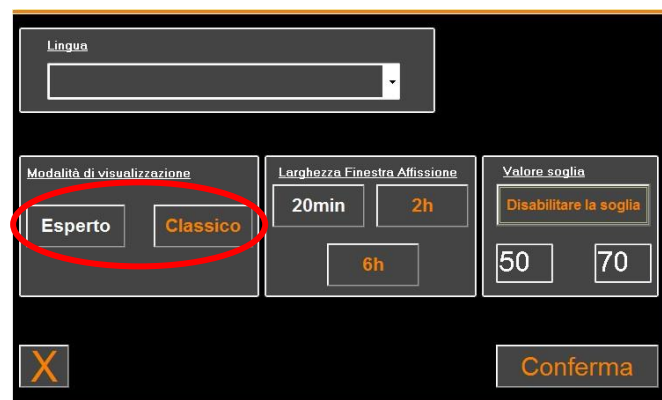 Lingua
Modalità di visualizzazione
Esperto Classico
Larghezza Finestra Affissione
20min 2h
6h
Valore soglia
Disabilitare la soglia
50 70
X Conferma